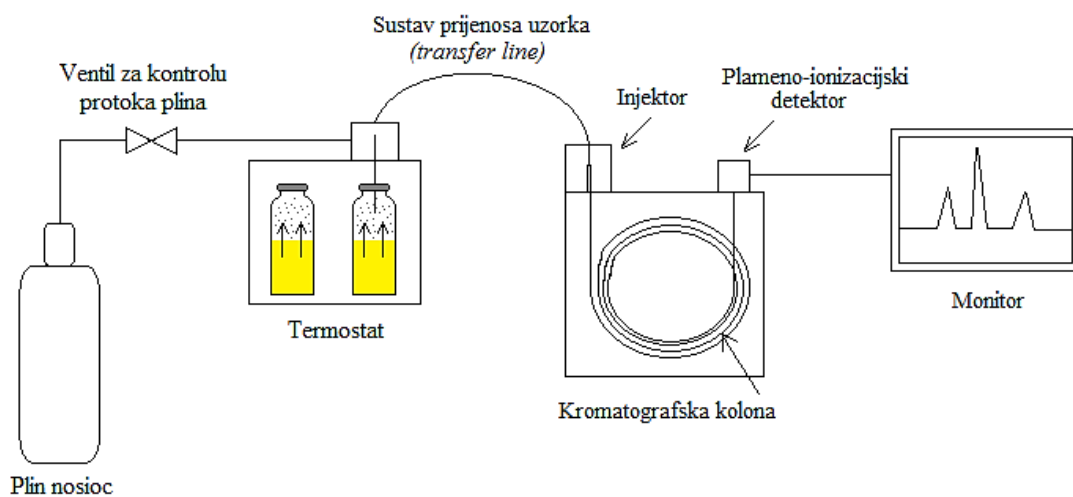 Sustav prijenosa uzorka
(transfer line)
Ventil za kontrolu
protoka plina
Injektor
Plameno-ionizacijski
detektor
Termostat
Monitor
Kromatografska kolona
Plin nosioc